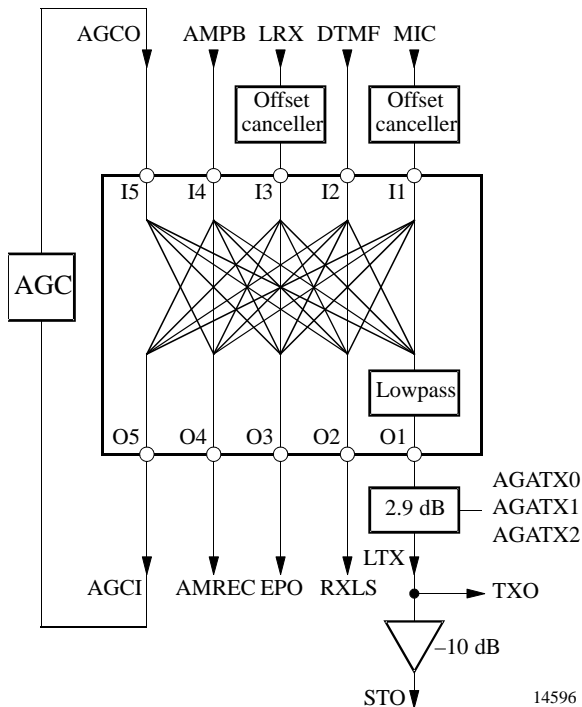 AGCO AMPB LRX DTMF MIC
Offset canceller
Offset canceller
I5 I4 I3 I2 I1
AGC
Lowpass
O5 O4 O3 O2 O1
2.9 dB
AGATX0
AGATX1
AGATX2
LTX
AGCI AMREC EPO RXLS
TXO
–10 dB
STO
14596